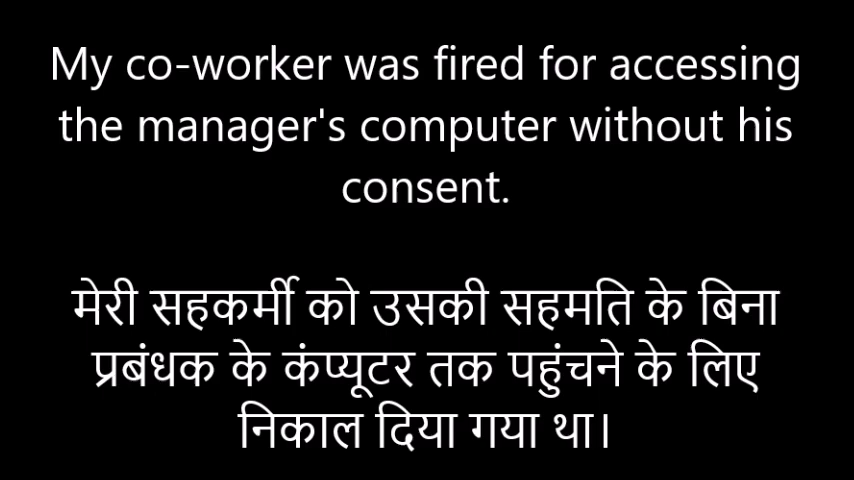 My co-worker was fired for accessing
the manager's computer without his
consent.
मेरी सहकर्मी को उसकी सहमति के बिना
प्रबंधक के कंप्यूटर तक पहुंचने के लिए
निकाल दिया गया था।